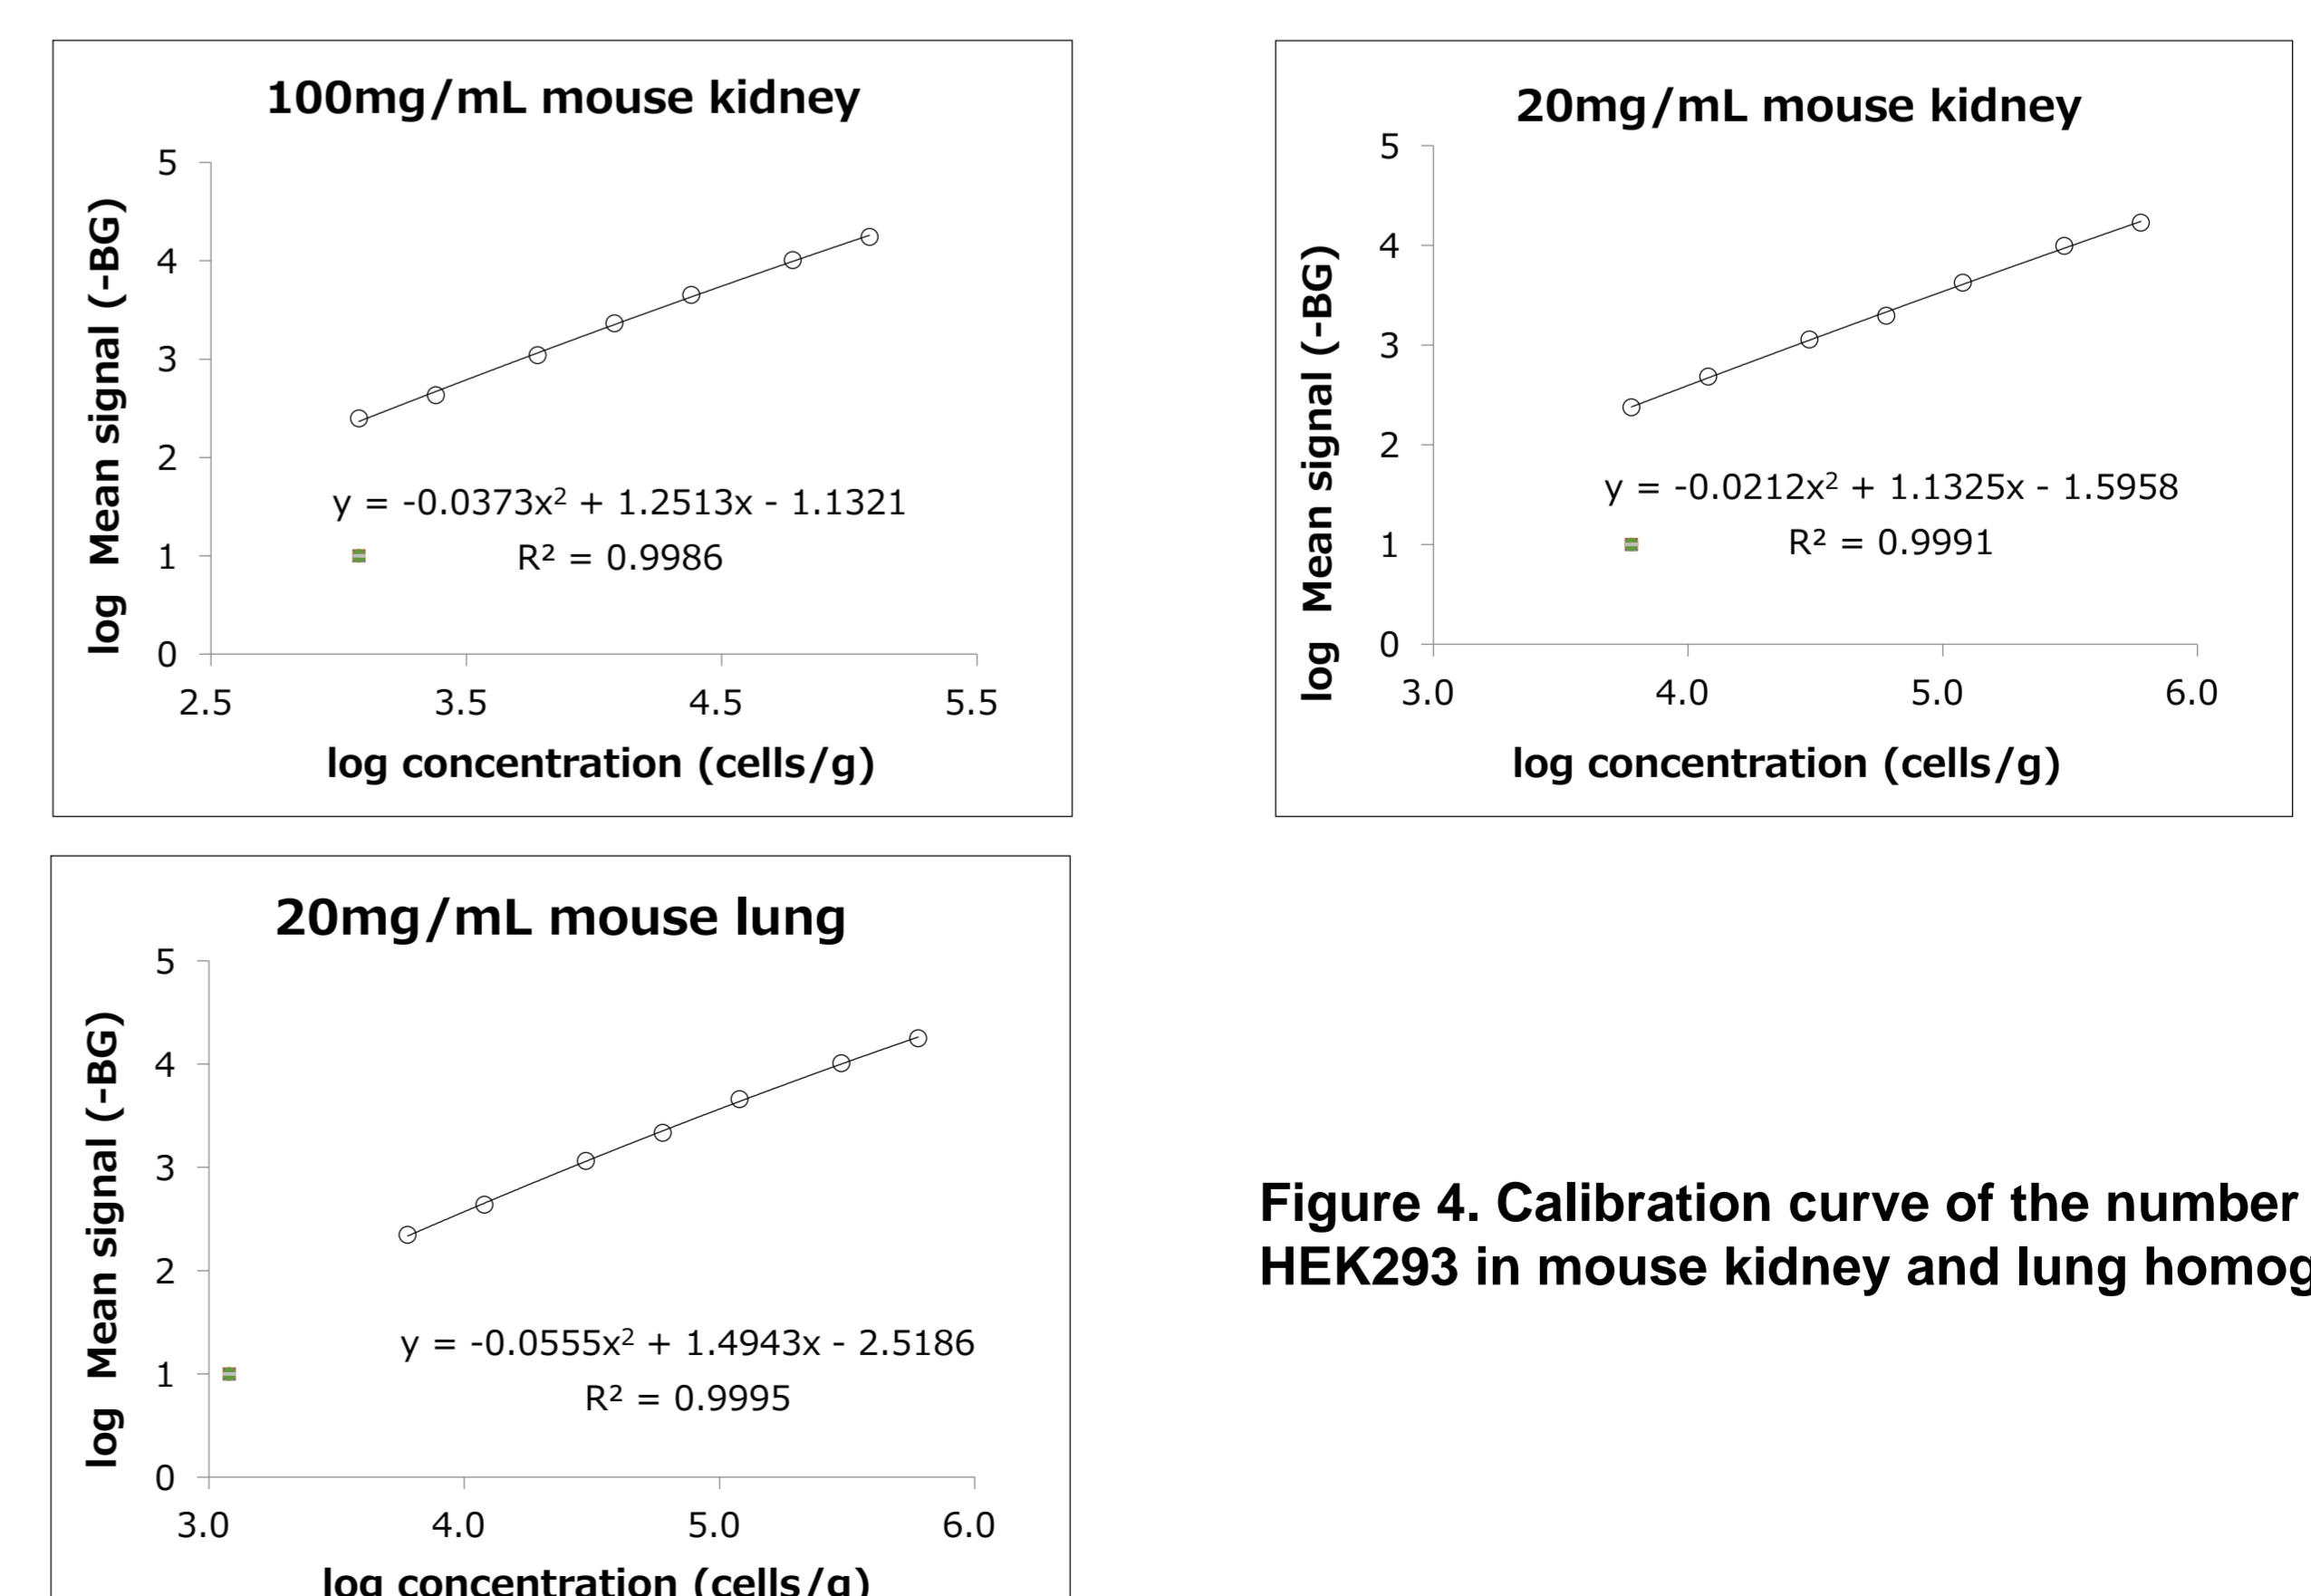 100mg/mL mouse kidney
5
4
3
2
1
0
log Mean signal (-BG)
y = -0.0373x² + 1.2513x - 1.1321
R² = 0.9986
2.5 3.5 4.5 5.5
log concentration (cells/g)
20mg/mL mouse kidney
5
4
3
2
1
0
log Mean signal (-BG)
y = -0.0212x² + 1.1325x - 1.5958
R² = 0.9991
3.0 4.0 5.0 6.0
log concentration (cells/g)
20mg/mL mouse lung
5
4
3
2
1
0
log Mean signal (-BG)
y = -0.0555x² + 1.4943x - 2.5186
R² = 0.9995
3.0 4.0 5.0 6.0
log concentration (cells/g)
Figure 4. Calibration curve of the number
HEK293 in mouse kidney and lung